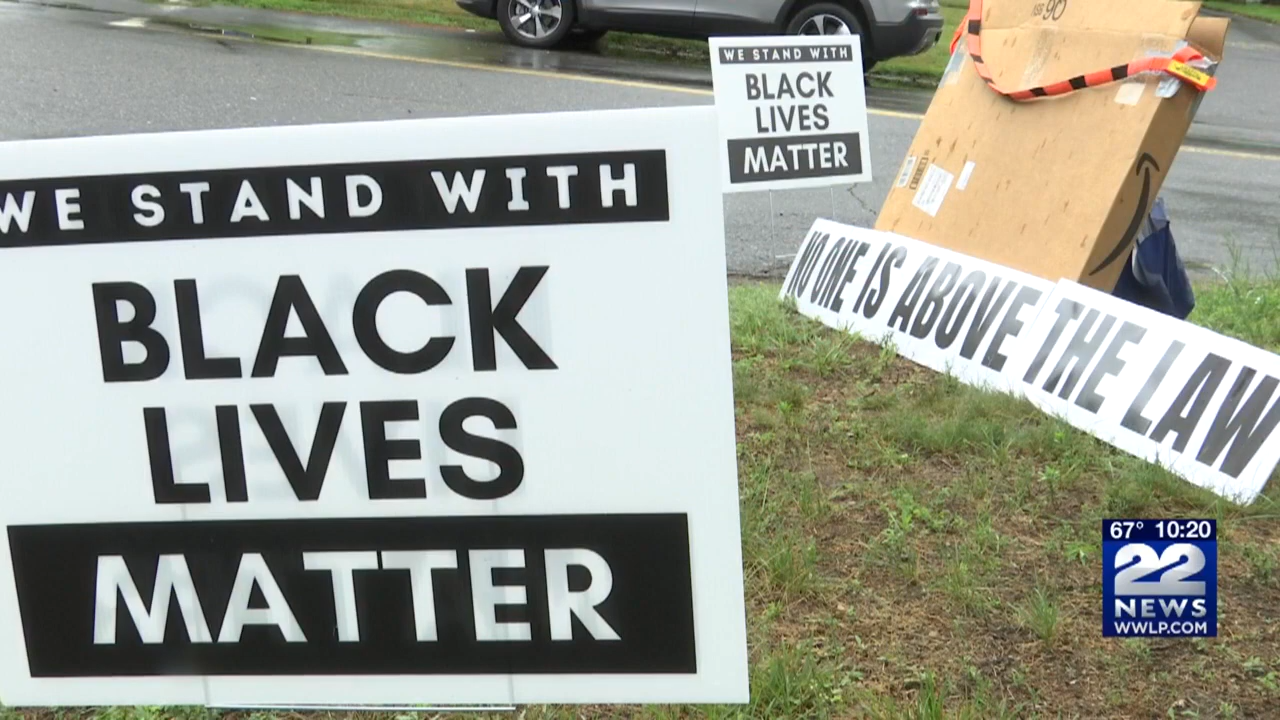 WE STAND WITH
BLACK
LIVES
MATTER
WE STAND WITH
BLACK
LIVES
MATTER
NO ONE IS ABOVE THE LAW
67° 10:20
22
NEWS
WWLP.COM